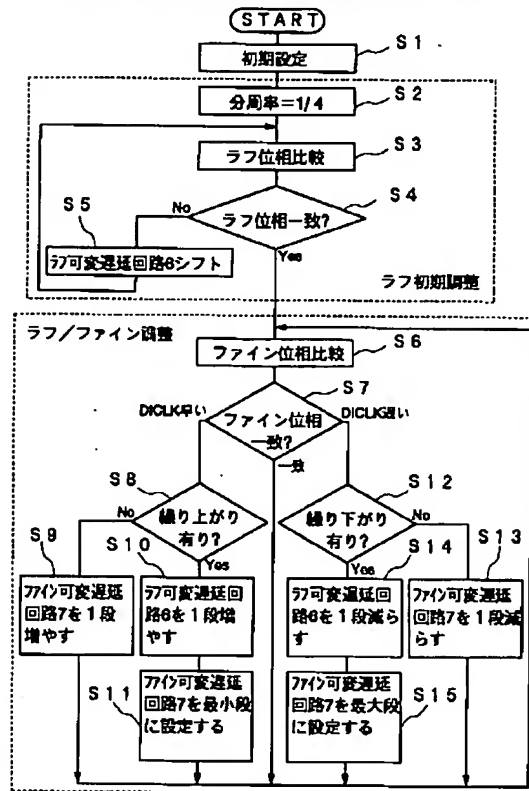 START
初期設定
S1
分周率=1/4
S2
ラフ位相比較
S3
ラフ位相一致?
S4
No
Yes
S5
ラフ可変遅延回路6シフト
ラフ初期調整
ラフ/ファイン調整
ファイン位相比較
S6
S7
DICLK早い
ファイン位相
一致?
DICLK遅い
一致
S8
繰り上がり
有り?
No
Yes
S12
繰り下がり
有り?
No
Yes
S9
ファイン可変遅延
回路7を1段
増やす
S10
ラフ可変遅延回
路6を1段増
やす
S14
ラフ可変遅延回
路6を1段減ら
す
S13
ファイン可変遅延
回路7を1段減
らす
S11
ファイン可変遅延
回路7を最小段
に設定する
S15
ファイン可変遅延
回路7を最大段
に設定する